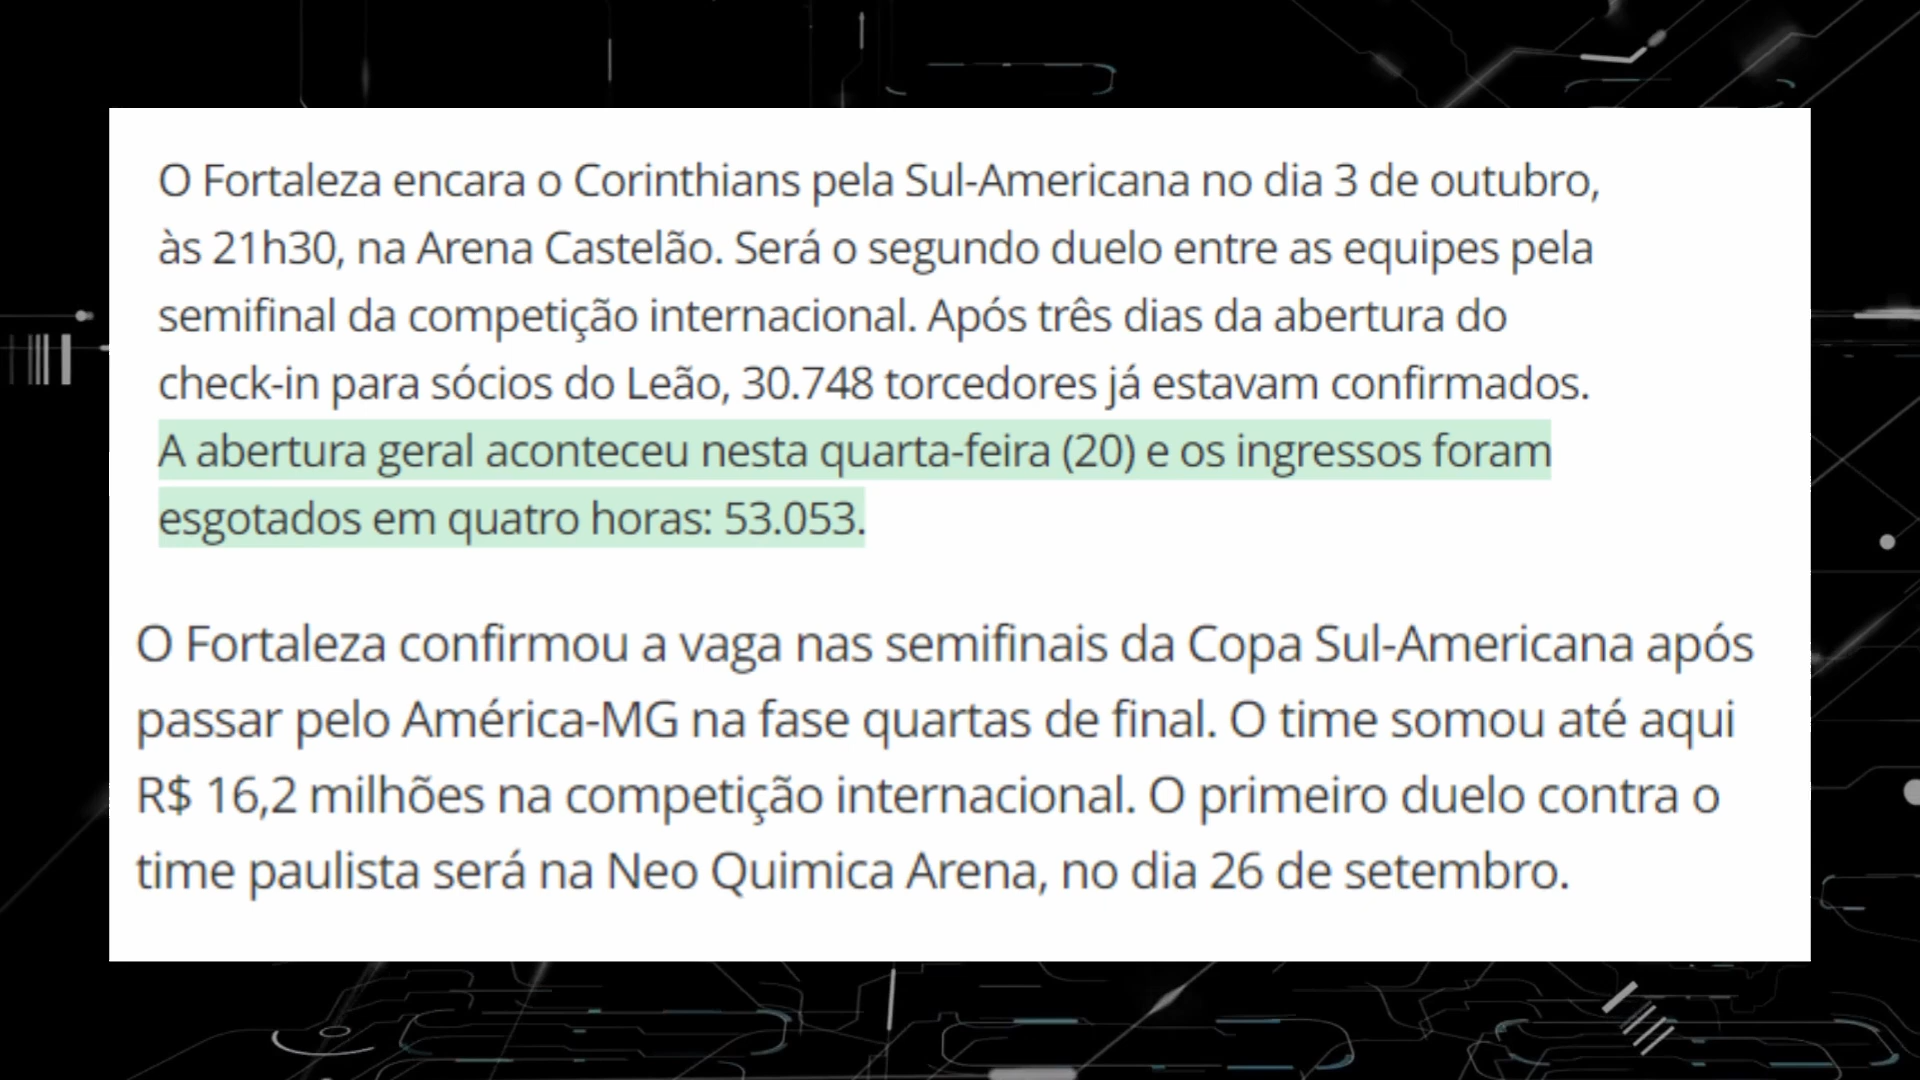 O Fortaleza encara o Corinthians pela Sul-Americana no dia 3 de outubro,
às 21h30, na Arena Castelão. Será o segundo duelo entre as equipes pela
semifinal da competição internacional. Após três dias da abertura do
check-in para sócios do Leão, 30.748 torcedores já estavam confirmados.
A abertura geral aconteceu nesta quarta-feira (20) e os ingressos foram
esgotados em quatro horas: 53.053.
O Fortaleza confirmou a vaga nas semifinais da Copa Sul-Americana após
passar pelo América-MG na fase quartas de final. O time somou até aqui
R$ 16,2 milhões na competição internacional. O primeiro duelo contra o
time paulista será na Neo Quimica Arena, no dia 26 de setembro.